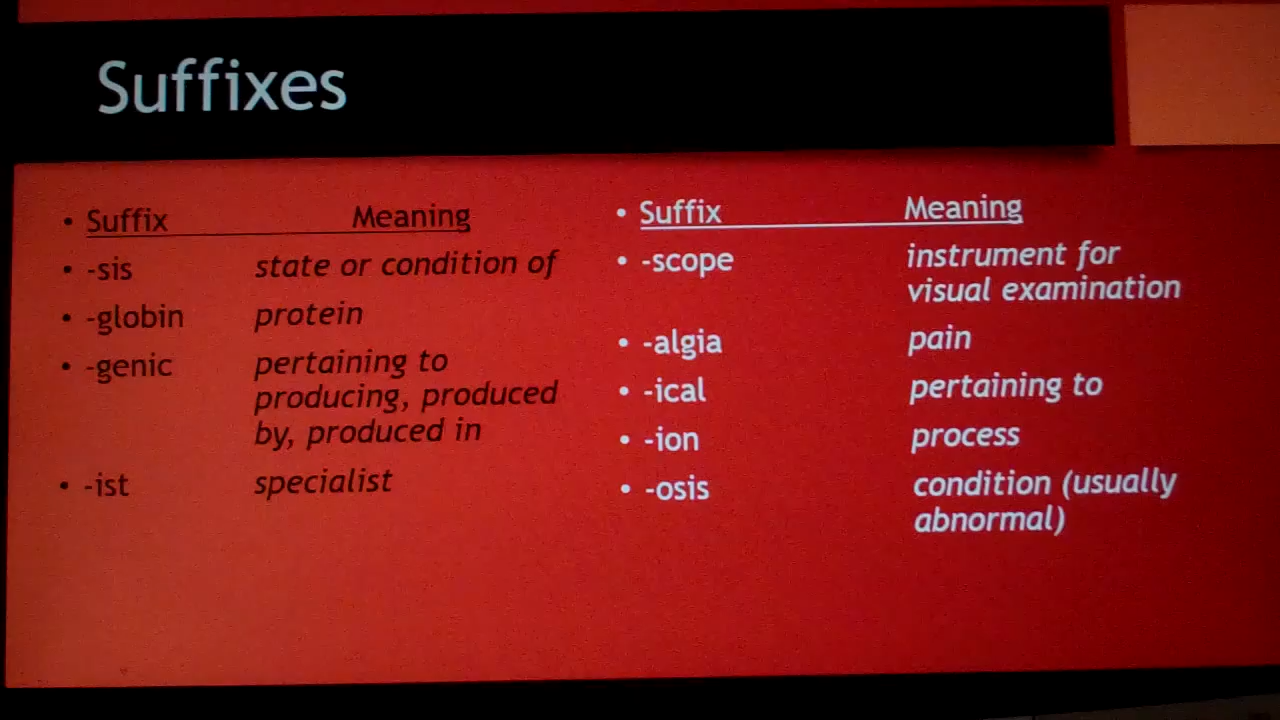 Suffixes
• Suffix Meaning
• -sis state or condition of
• -globin protein
• -genic pertaining to
producing, produced
by, produced in
• -ist specialist
• Suffix Meaning
• -scope instrument for
visual examination
• -algia pain
• -ical pertaining to
• -ion process
• -osis condition (usually
abnormal)